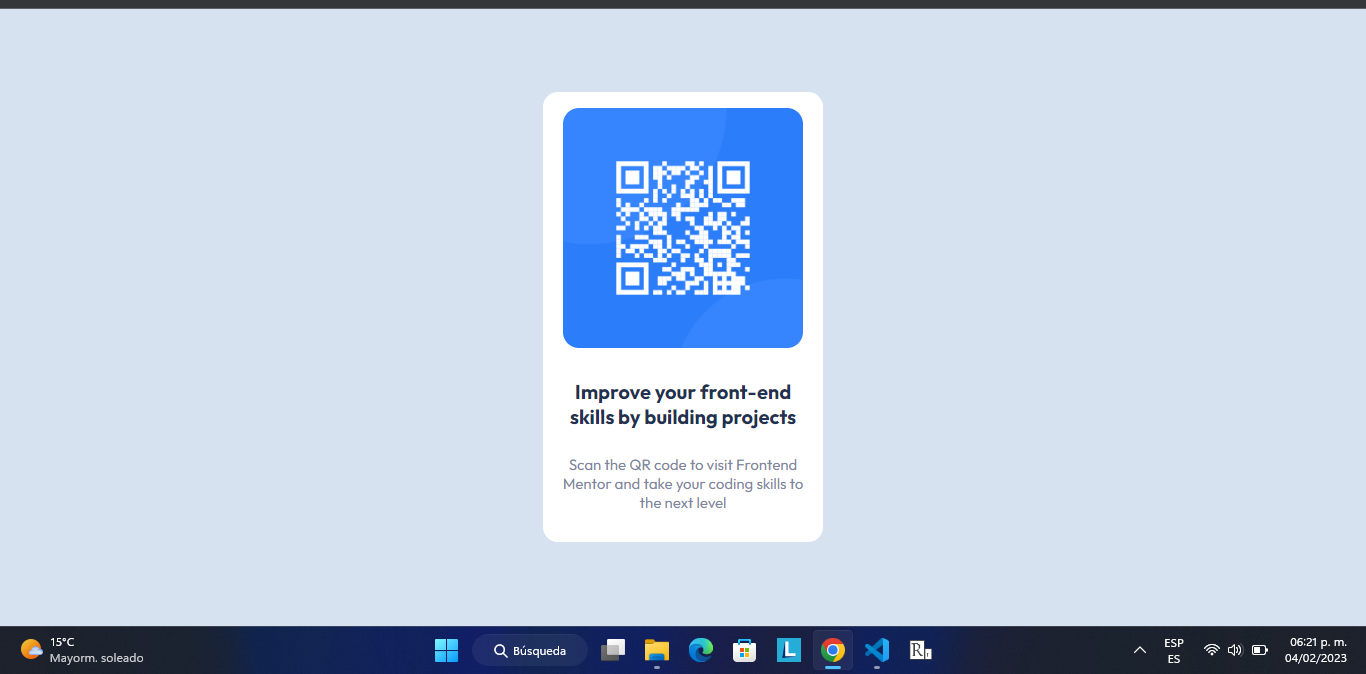 Improve your front-end
skills by building projects
Scan the QR code to visit Frontend
Mentor and take your coding skills to
the next level
15°C
Mayorm. soleado
Búsqueda
L
R
ESP
ES
06:21 p. m.
04/02/2023